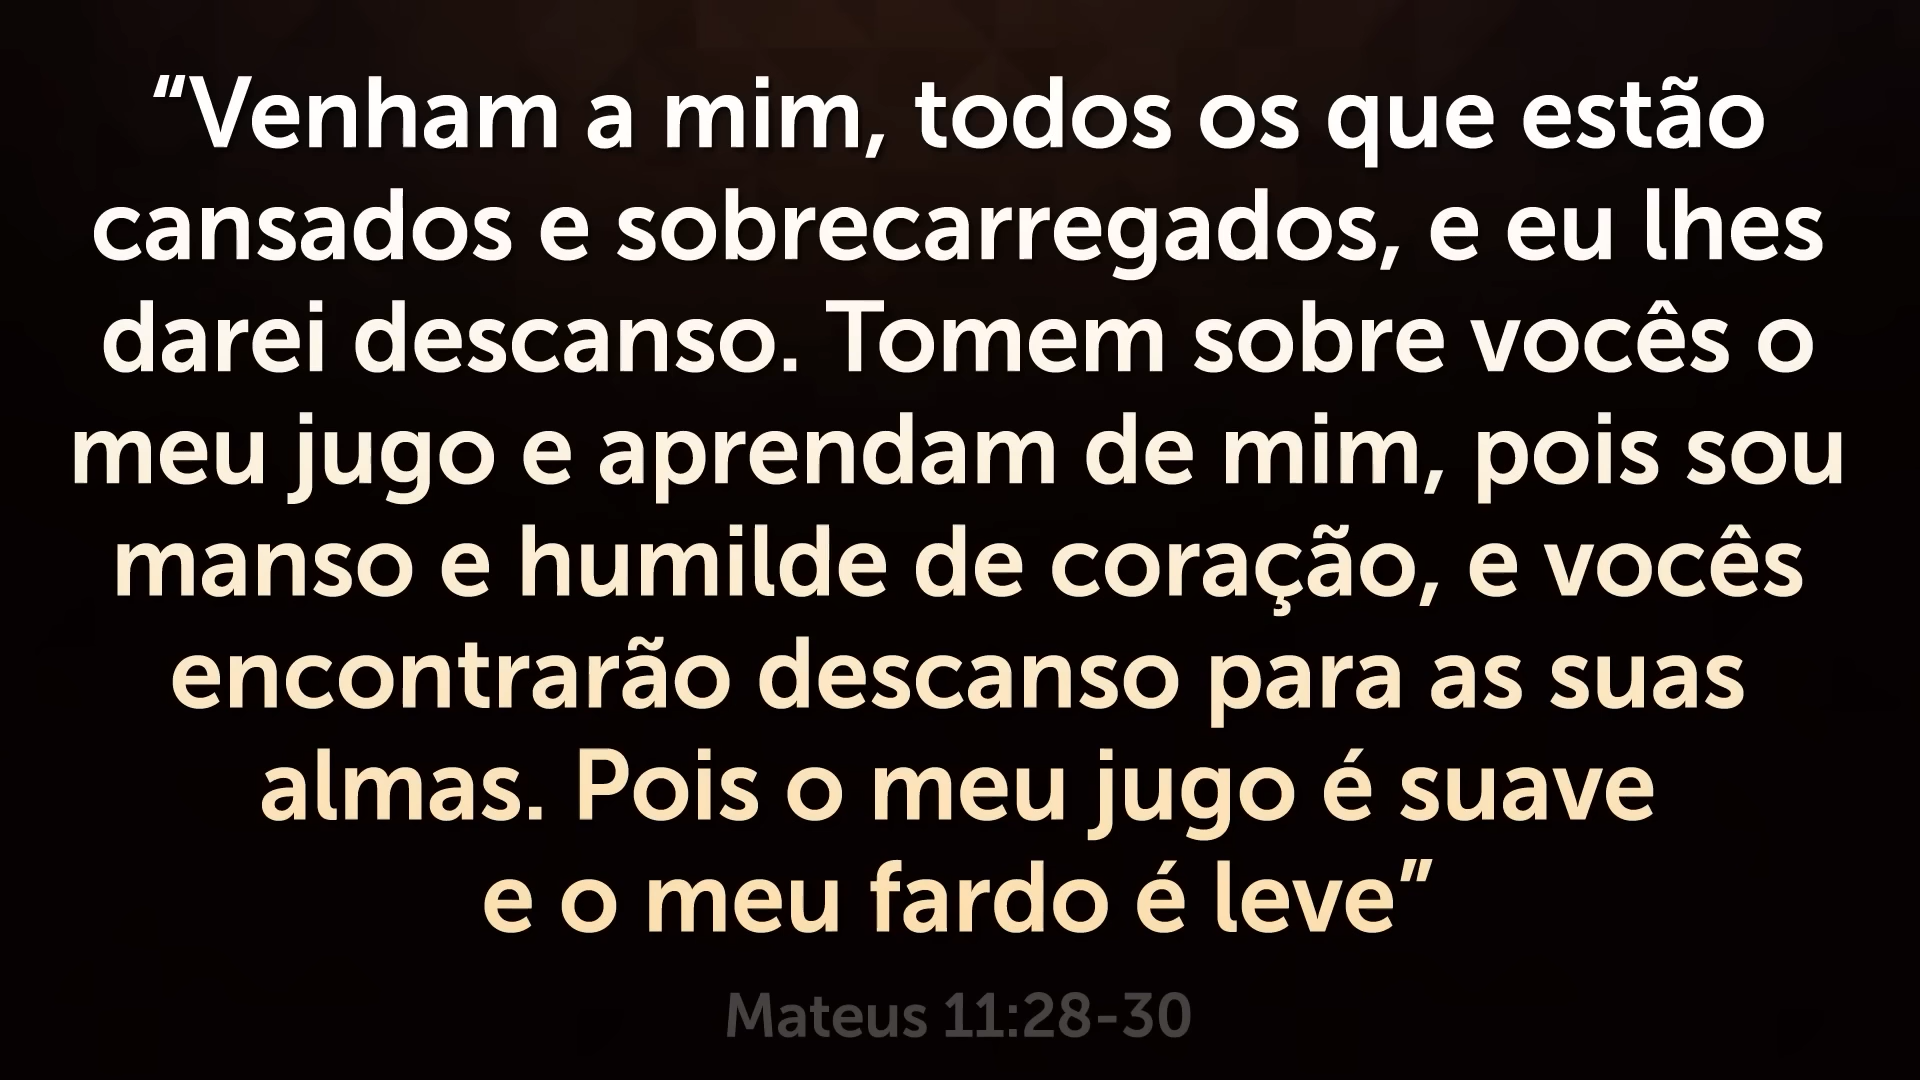 “Venham a mim, todos os que estão
cansados e sobrecarregados, e eu lhes
darei descanso. Tomem sobre vocês o
meu jugo e aprendam de mim, pois sou
manso e humilde de coração, e vocês
encontrarão descanso para as suas
almas. Pois o meu jugo é suave
e o meu fardo é leve”
Mateus 11:28-30